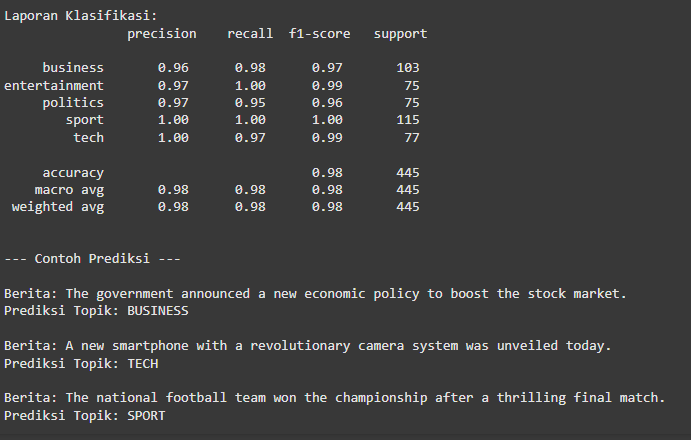 Laporan Klasifikasi:
precision recall f1-score support
business 0.96 0.98 0.97 103
entertainment 0.97 1.00 0.99 75
politics 0.97 0.95 0.96 75
sport 1.00 1.00 1.00 115
tech 1.00 0.97 0.99 77
accuracy 0.98 445
macro avg 0.98 0.98 0.98 445
weighted avg 0.98 0.98 0.98 445
--- Contoh Prediksi ---
Berita: The government announced a new economic policy to boost the stock market.
Prediksi Topik: BUSINESS
Berita: A new smartphone with a revolutionary camera system was unveiled today.
Prediksi Topik: TECH
Berita: The national football team won the championship after a thrilling final match.
Prediksi Topik: SPORT